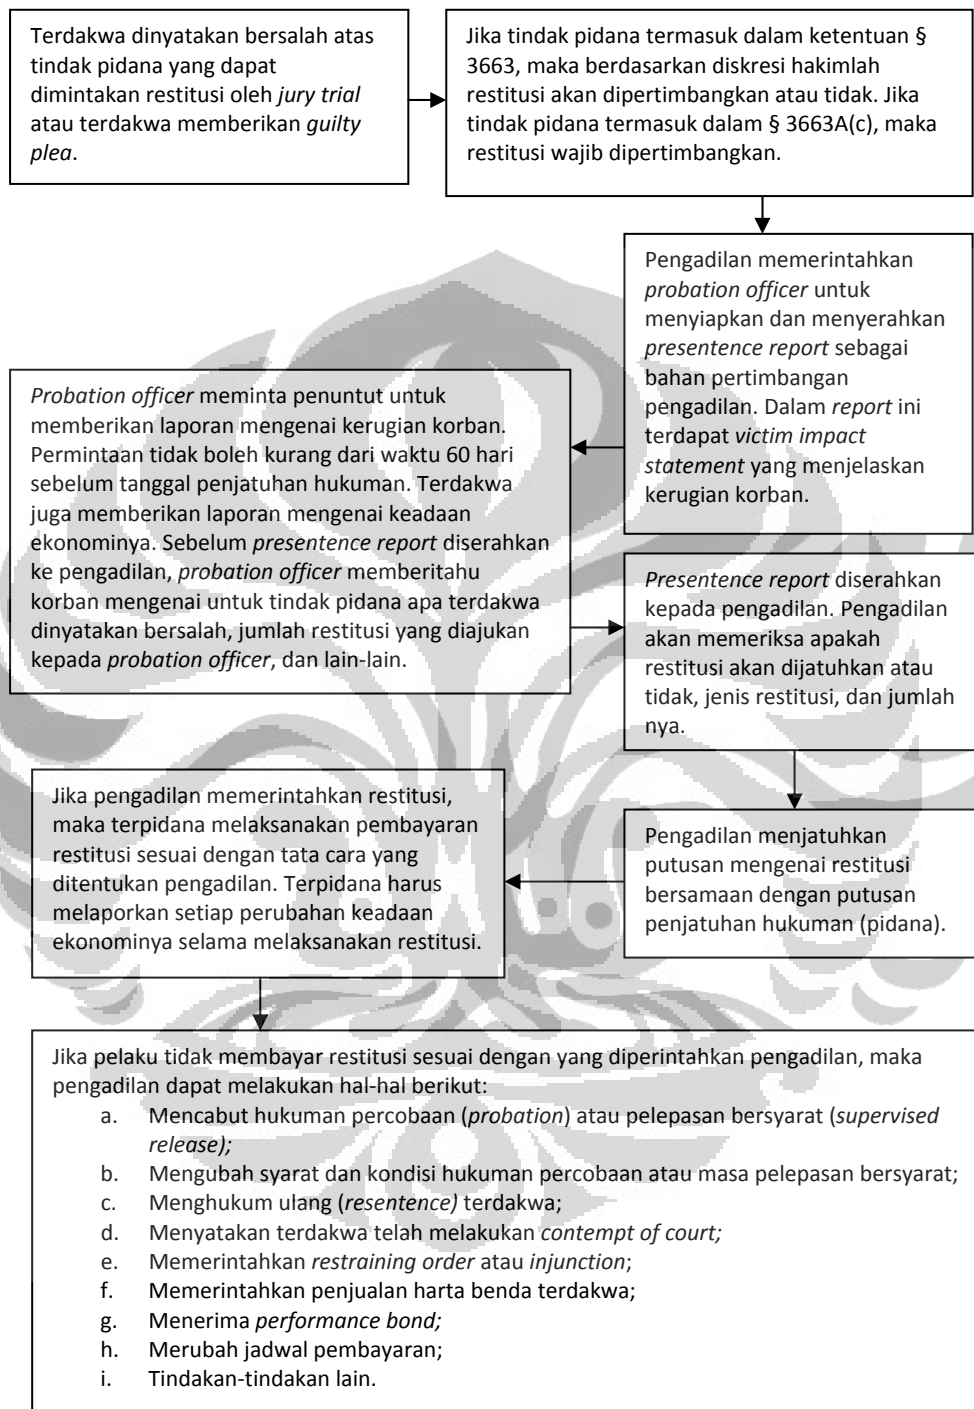 Terdakwa dinyatakan bersalah atas
tindak pidana yang dapat
dimintakan restitusi oleh jury trial
atau terdakwa memberikan guilty
plea.
Jika tindak pidana termasuk dalam ketentuan §
3663, maka berdasarkan diskresi hakimlah
restitusi akan dipertimbangkan atau tidak. Jika
tindak pidana termasuk dalam § 3663A(c), maka
restitusi wajib dipertimbangkan.
Pengadilan memerintahkan
probation officer untuk
menyiapkan dan menyerahkan
presentence report sebagai
bahan pertimbangan
pengadilan. Dalam report ini
terdapat victim impact
statement yang menjelaskan
kerugian korban.
Probation officer meminta penuntut untuk
memberikan laporan mengenai kerugian korban.
Permintaan tidak boleh kurang dari waktu 60 hari
sebelum tanggal penjatuhan hukuman. Terdakwa
juga memberikan laporan mengenai keadaan
ekonominya. Sebelum presentence report diserahkan
ke pengadilan, probation officer memberitahu
korban mengenai untuk tindak pidana apa terdakwa
dinyatakan bersalah, jumlah restitusi yang diajukan
kepada probation officer, dan lain-lain.
Presentence report diserahkan
kepada pengadilan. Pengadilan
akan memeriksa apakah
restitusi akan dijatuhkan atau
tidak, jenis restitusi, dan jumlah
nya.
Pengadilan menjatuhkan
putusan mengenai restitusi
bersamaan dengan putusan
penjatuhan hukuman (pidana).
Jika pengadilan memerintahkan restitusi,
maka terpidana melaksanakan pembayaran
restitusi sesuai dengan tata cara yang
ditentukan pengadilan. Terpidana harus
melaporkan setiap perubahan keadaan
ekonominya selama melaksanakan restitusi.
Jika pelaku tidak membayar restitusi sesuai dengan yang diperintahkan pengadilan, maka
pengadilan dapat melakukan hal-hal berikut:
a. Mencabut hukuman percobaan (probation) atau pelepasan bersyarat (supervised
release);
b. Mengubah syarat dan kondisi hukuman percobaan atau masa pelepasan bersyarat;
c. Menghukum ulang (resentence) terdakwa;
d. Menyatakan terdakwa telah melakukan contempt of court;
e. Memerintahkan restraining order atau injunction;
f. Memerintahkan penjualan harta benda terdakwa;
g. Menerima performance bond;
h. Merubah jadwal pembayaran;
i. Tindakan-tindakan lain.